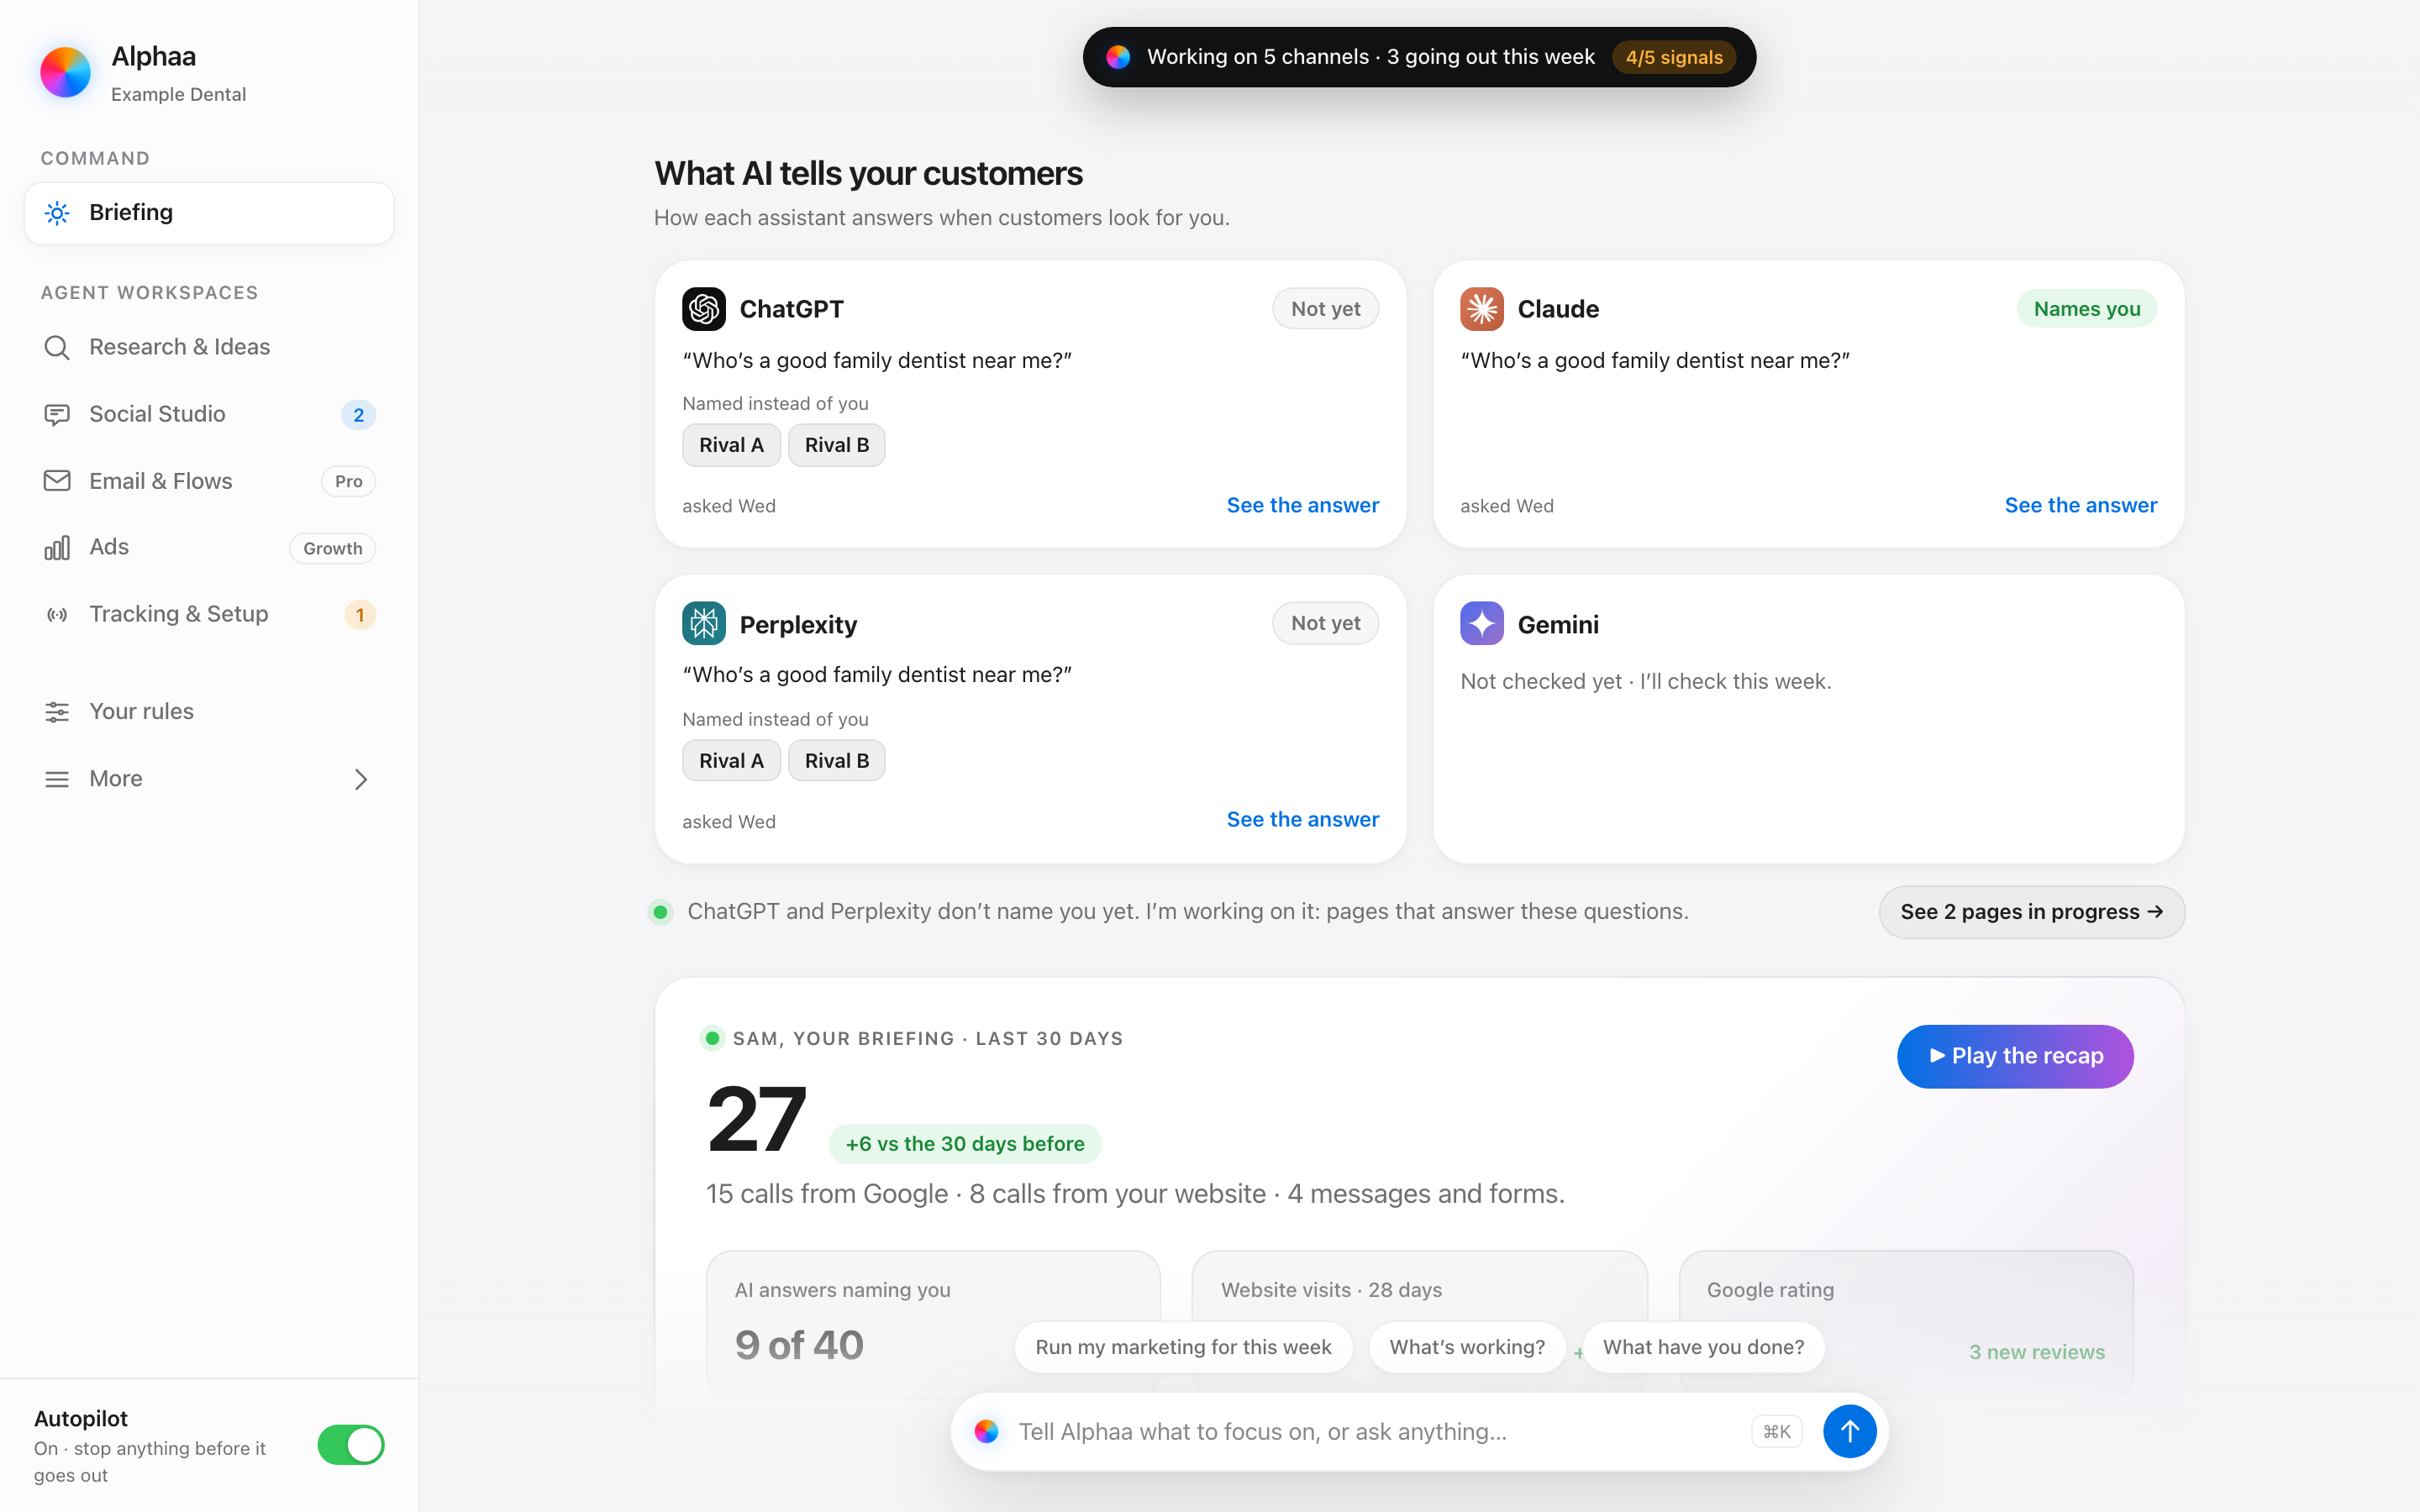 Alphaa
Example Dental
COMMAND
Briefing
AGENT WORKSPACES
Research & Ideas
Social Studio
2
Email & Flows
Pro
Ads
Growth
Tracking & Setup
1
Your rules
More
Autopilot
On · stop anything before it
goes out
Working on 5 channels · 3 going out this week
4/5 signals
What AI tells your customers
How each assistant answers when customers look for you.
ChatGPT
Not yet
“Who’s a good family dentist near me?”
Named instead of you
Rival A
Rival B
asked Wed
See the answer
Claude
Names you
“Who’s a good family dentist near me?”
asked Wed
See the answer
Perplexity
Not yet
“Who’s a good family dentist near me?”
Named instead of you
Rival A
Rival B
asked Wed
See the answer
Gemini
Not checked yet · I’ll check this week.
ChatGPT and Perplexity don’t name you yet. I’m working on it: pages that answer these questions.
See 2 pages in progress →
SAM, YOUR BRIEFING · LAST 30 DAYS
Play the recap
27
+6 vs the 30 days before
15 calls from Google · 8 calls from your website · 4 messages and forms.
AI answers naming you
9 of 40
Website visits · 28 days
Google rating
3 new reviews
Run my marketing for this week
What’s working?
What have you done?
Tell Alphaa what to focus on, or ask anything...
⌘K